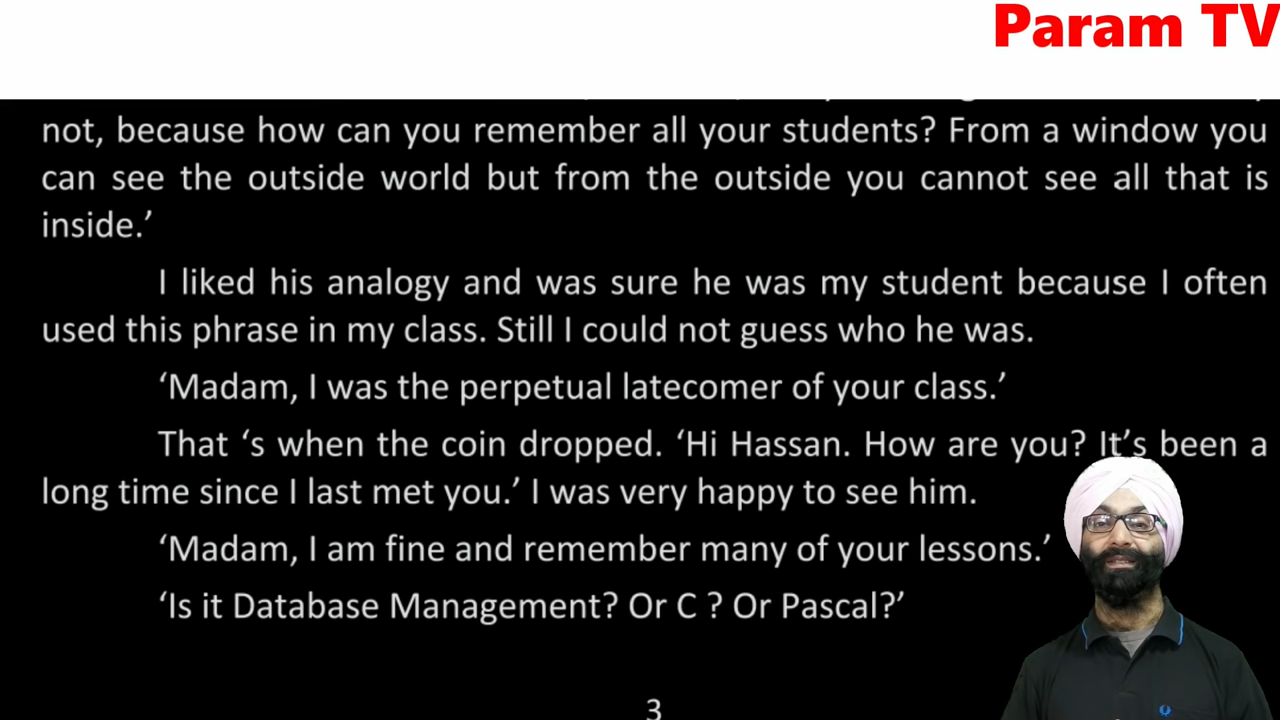 Param TV
not, because how can you remember all your students? From a window you
can see the outside world but from the outside you cannot see all that is
inside.’
I liked his analogy and was sure he was my student because I often
used this phrase in my class. Still I could not guess who he was.
‘Madam, I was the perpetual latecomer of your class.’
That ‘s when the coin dropped. ‘Hi Hassan. How are you? It’s been a
long time since I last met you.’ I was very happy to see him.
‘Madam, I am fine and remember many of your lessons.’
‘Is it Database Management? Or C ? Or Pascal?’
3